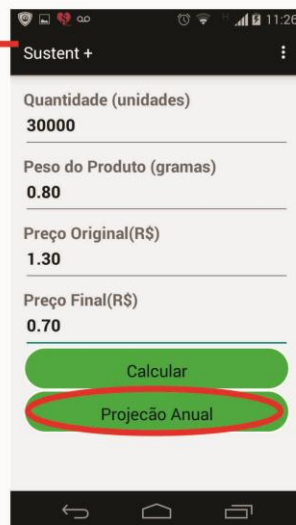 11:26
Sustent +
Quantidade (unidades)
30000
Peso do Produto (gramas)
0.80
Preço Original(R$)
1.30
Preço Final(R$)
0.70
Calcular
Projecão Anual